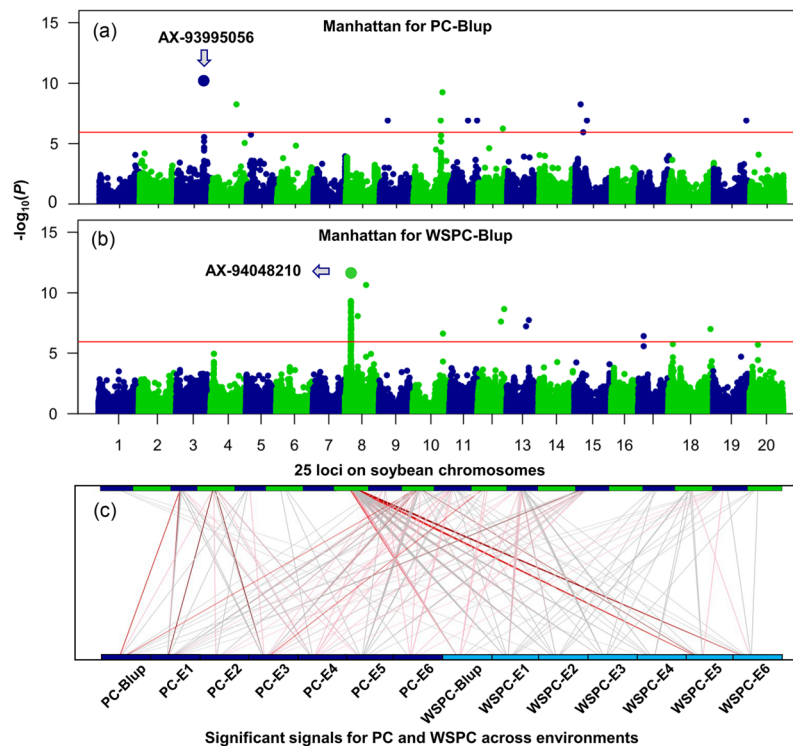 (a)
Manhattan for PC-Blup
AX-93995056
15
10
5
0
-log10(P)
(b)
Manhattan for WSPC-Blup
AX-94048210
15
10
5
0
1 2 3 4 5 6 7 8 9 10 11 12 13 14 15 16 17 18 19 20
25 loci on soybean chromosomes
(c)
PC-Blup
PC-E1
PC-E2
PC-E3
PC-E4
PC-E5
PC-E6
WSPC-Blup
WSPC-E1
WSPC-E2
WSPC-E3
WSPC-E4
WSPC-E5
WSPC-E6
Significant signals for PC and WSPC across environments